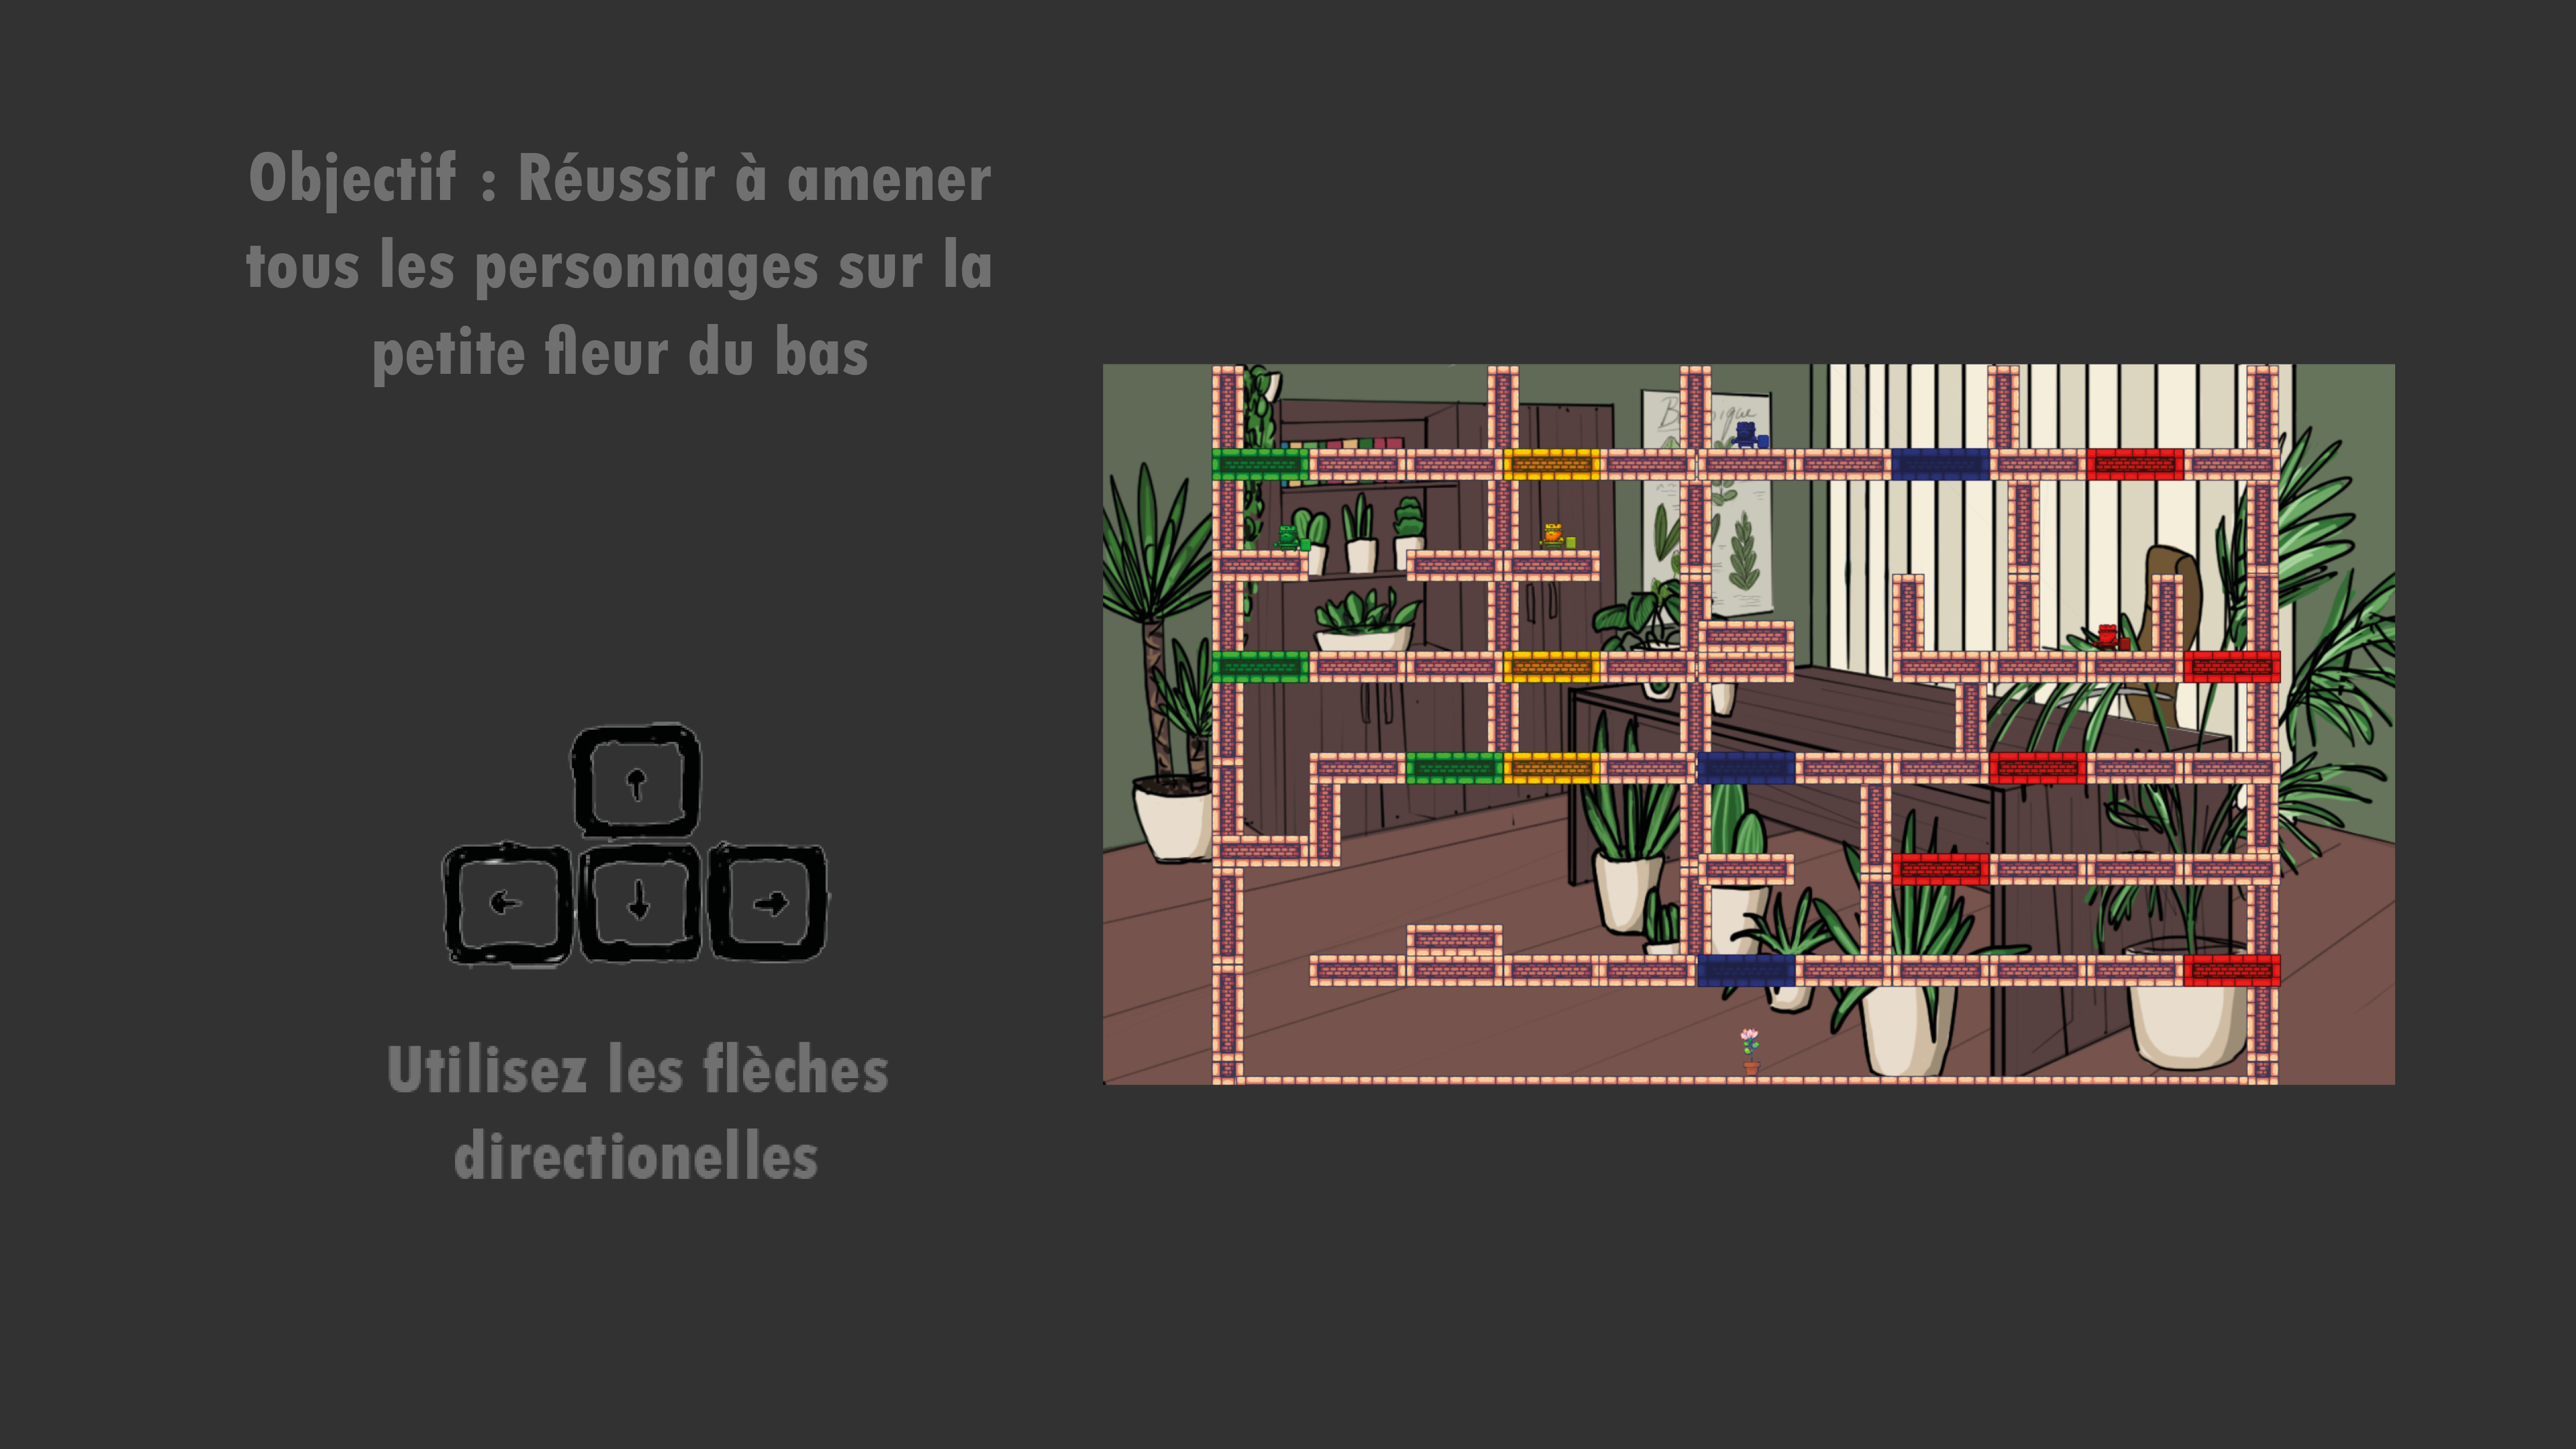 Objectif : Réussir à amener
tous les personnages sur la
petite fleur du bas
Utilisez les flèches
directionelles